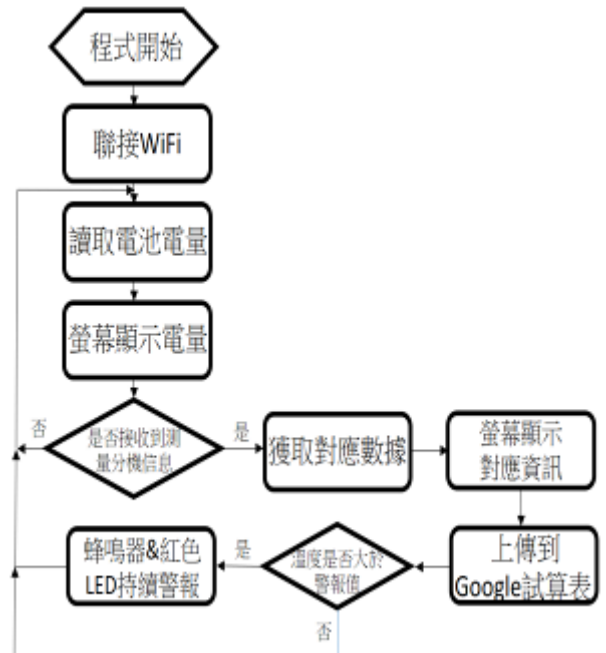 程式開始
聯接WiFi
讀取電池電量
螢幕顯示電量
是否接收到測
量分機信息
否
是
獲取對應數據
螢幕顯示
對應資訊
上傳到
Google試算表
溫度是否大於
警報值
是
否
蜂鳴器&紅色
LED持續警報